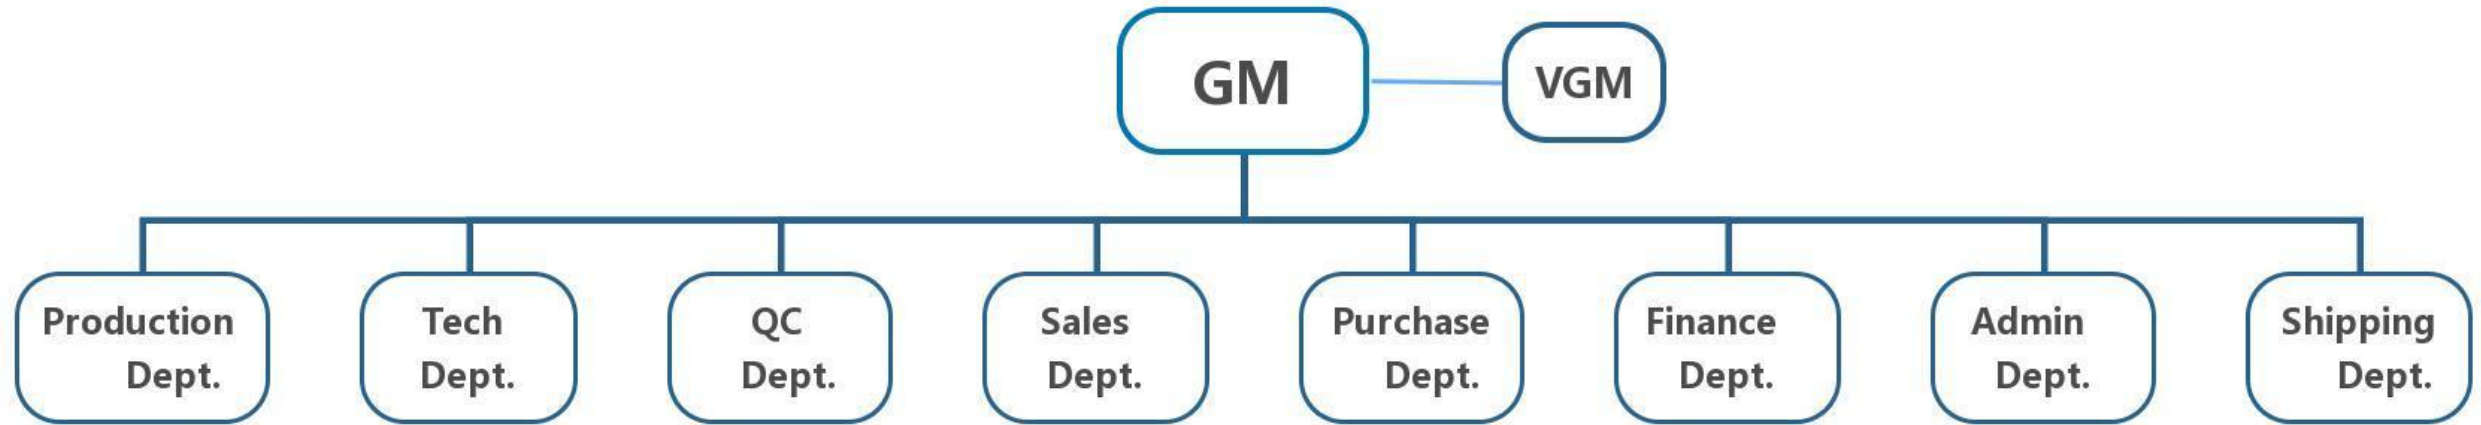 GM
VGM
Production
Dept.
Tech
Dept.
QC
Dept.
Sales
Dept.
Purchase
Dept.
Finance
Dept.
Admin
Dept.
Shipping
Dept.